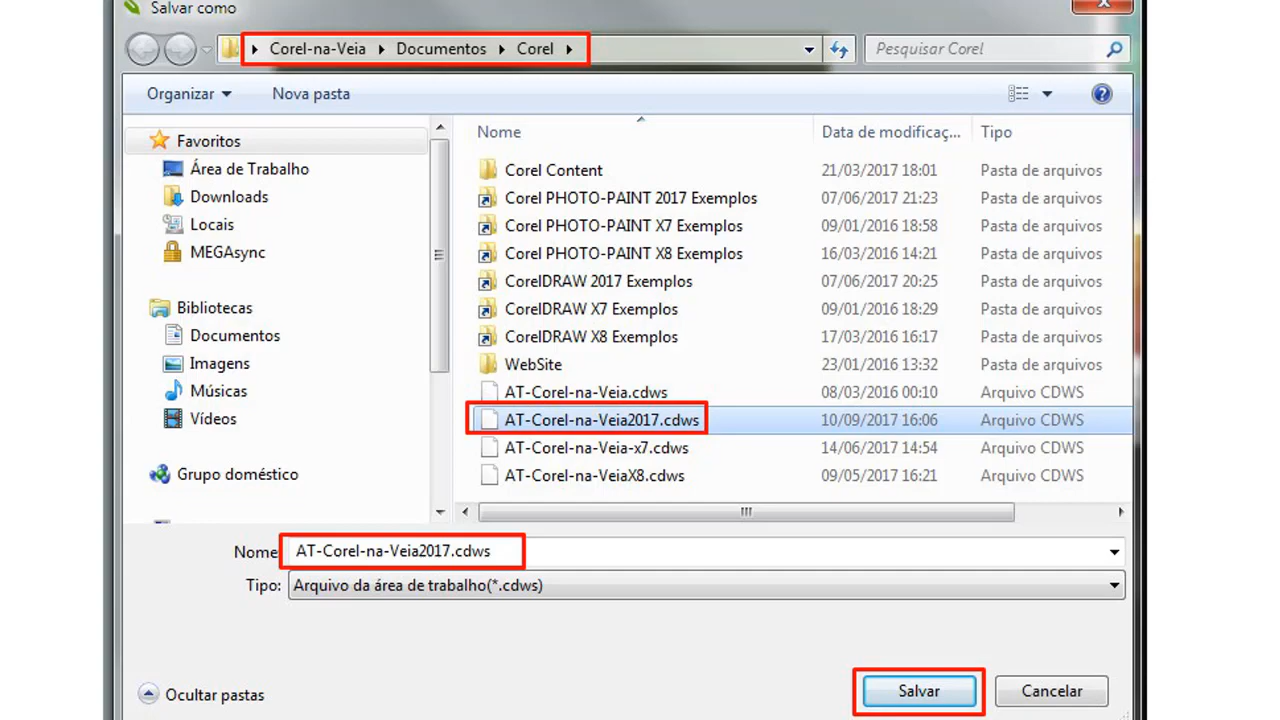 Salvar como
Corel-na-Veia Documentos Corel
Pesquisar Corel
Organizar Nova pasta
Nome Data de modificaç... Tipo
Favoritos
Área de Trabalho
Downloads
Locais
MEGAsync
Bibliotecas
Documentos
Imagens
Músicas
Vídeos
Grupo doméstico
Corel Content 21/03/2017 18:01 Pasta de arquivos
Corel PHOTO-PAINT 2017 Exemplos 07/06/2017 21:23 Pasta de arquivos
Corel PHOTO-PAINT X7 Exemplos 09/01/2016 18:58 Pasta de arquivos
Corel PHOTO-PAINT X8 Exemplos 16/03/2016 14:21 Pasta de arquivos
CorelDRAW 2017 Exemplos 07/06/2017 20:25 Pasta de arquivos
CorelDRAW X7 Exemplos 09/01/2016 18:29 Pasta de arquivos
CorelDRAW X8 Exemplos 17/03/2016 16:17 Pasta de arquivos
WebSite 23/01/2016 13:32 Pasta de arquivos
AT-Corel-na-Veia.cdws 08/03/2016 00:10 Arquivo CDWS
AT-Corel-na-Veia2017.cdws 10/09/2017 16:06 Arquivo CDWS
AT-Corel-na-Veia-x7.cdws 14/06/2017 14:54 Arquivo CDWS
AT-Corel-na-VeiaX8.cdws 09/05/2017 16:21 Arquivo CDWS
Nome AT-Corel-na-Veia2017.cdws
Tipo: Arquivo da área de trabalho(*.cdws)
Ocultar pastas
Salvar
Cancelar